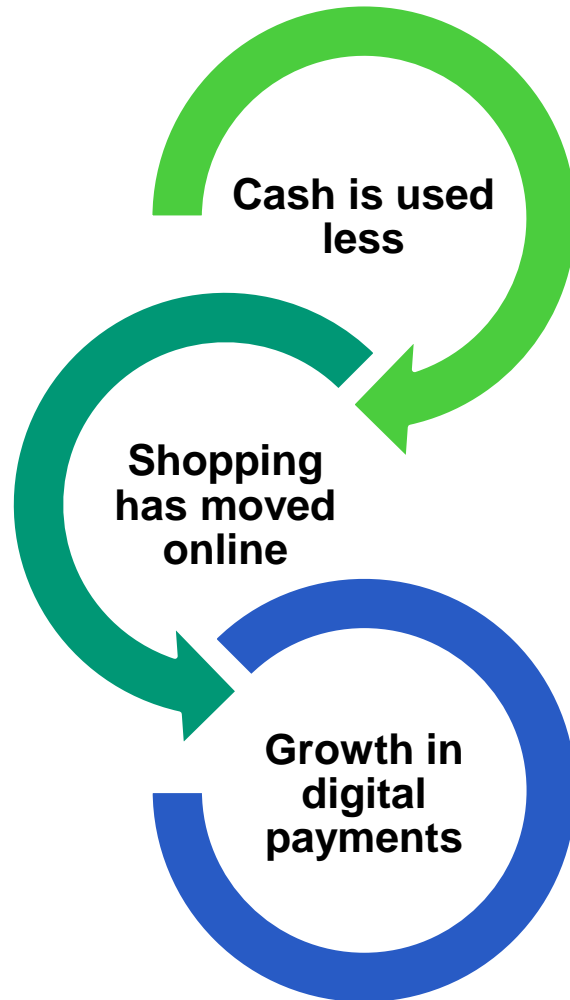 Cash is used
less
Shopping
has moved
online
Growth in
digital
payments